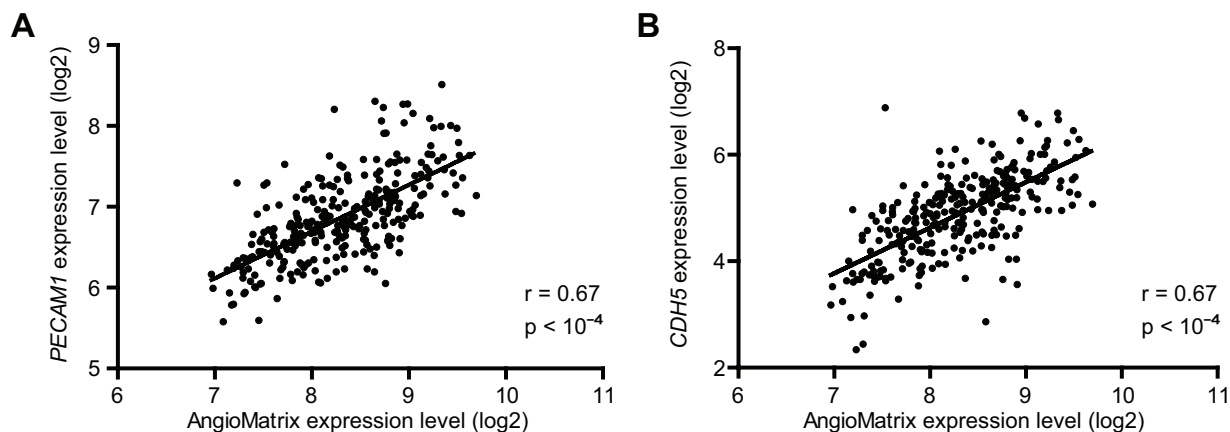 A
PECAM1 expression level (log2)
9
8
7
6
5
6 7 8 9 10 11
AngioMatrix expression level (log2)
r = 0.67
p < 10⁻⁴
B
CDH5 expression level (log2)
8
6
4
2
6 7 8 9 10 11
AngioMatrix expression level (log2)
r = 0.67
p < 10⁻⁴